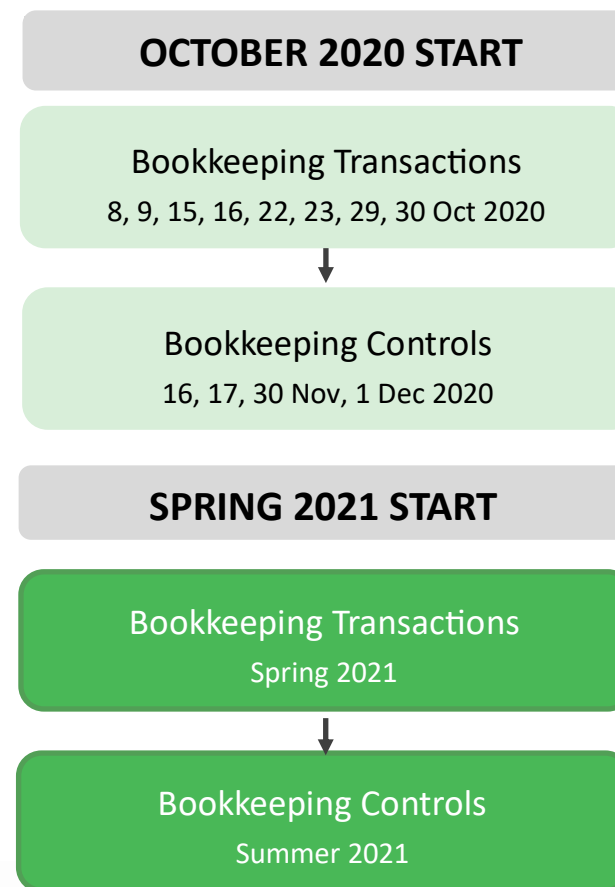 OCTOBER 2020 START
Bookkeeping Transactions
8, 9, 15, 16, 22, 23, 29, 30 Oct 2020
Bookkeeping Controls
16, 17, 30 Nov, 1 Dec 2020
SPRING 2021 START
Bookkeeping Transactions
Spring 2021
Bookkeeping Controls
Summer 2021